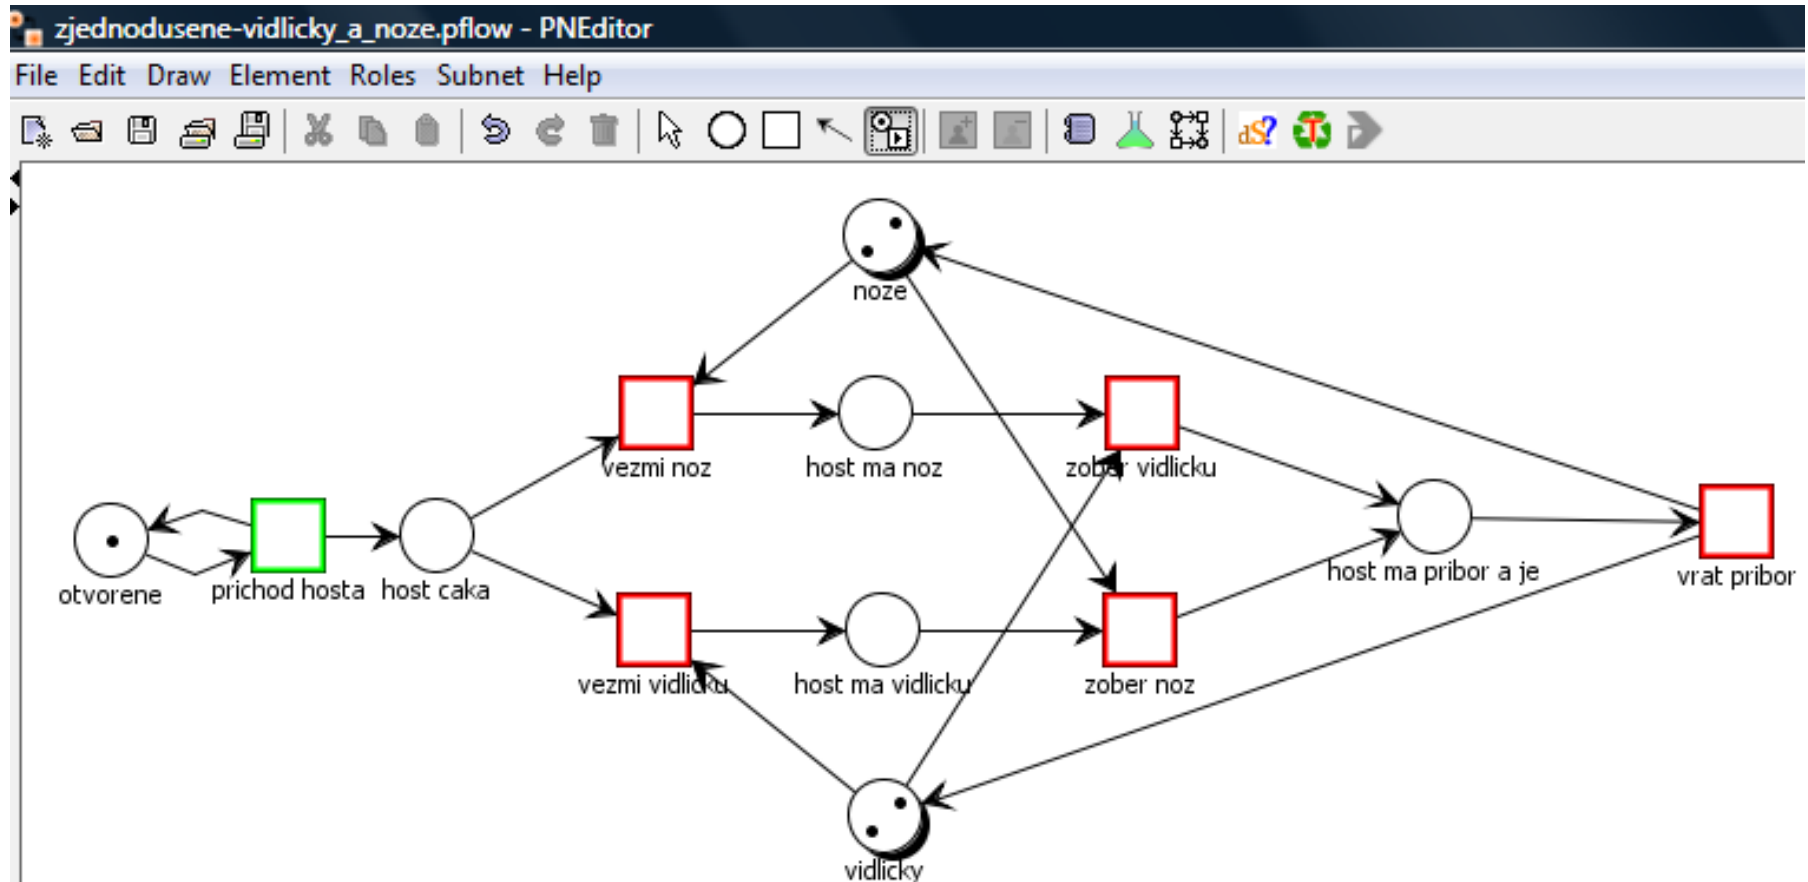 zjednodusene-vidlicky_a_noze.pflow - PNEditor
File Edit Draw Element Roles Subnet Help
dS? T
noze
vezmi noz
host ma noz
zober vidlicku
otvorene
prichod hosta
host caka
host ma pribor a je
vrat pribor
vezmi vidlicku
host ma vidlicku
zober noz
vidlicky